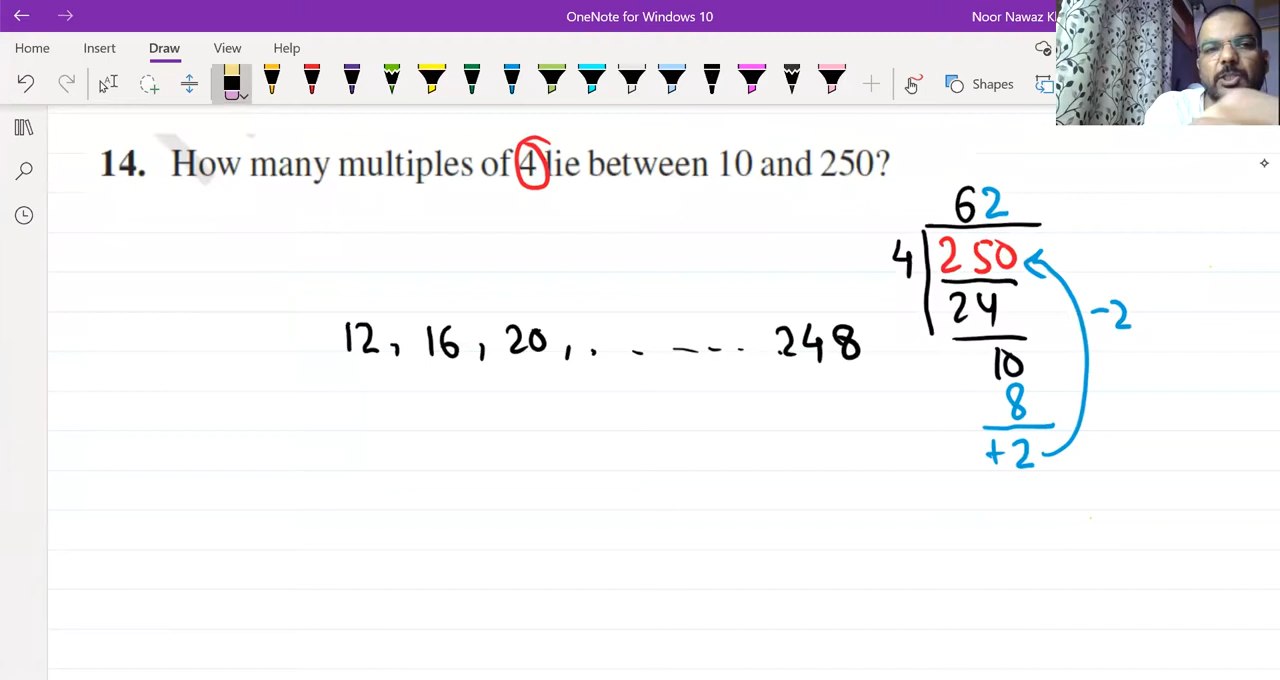 OneNote for Windows 10
Noor Nawaz K
Home Insert Draw View Help
Shapes
14. How many multiples of 4 lie between 10 and 250?
62
4 250
24
10
8
+2
-2
12, 16, 20, . . - -- . . 248